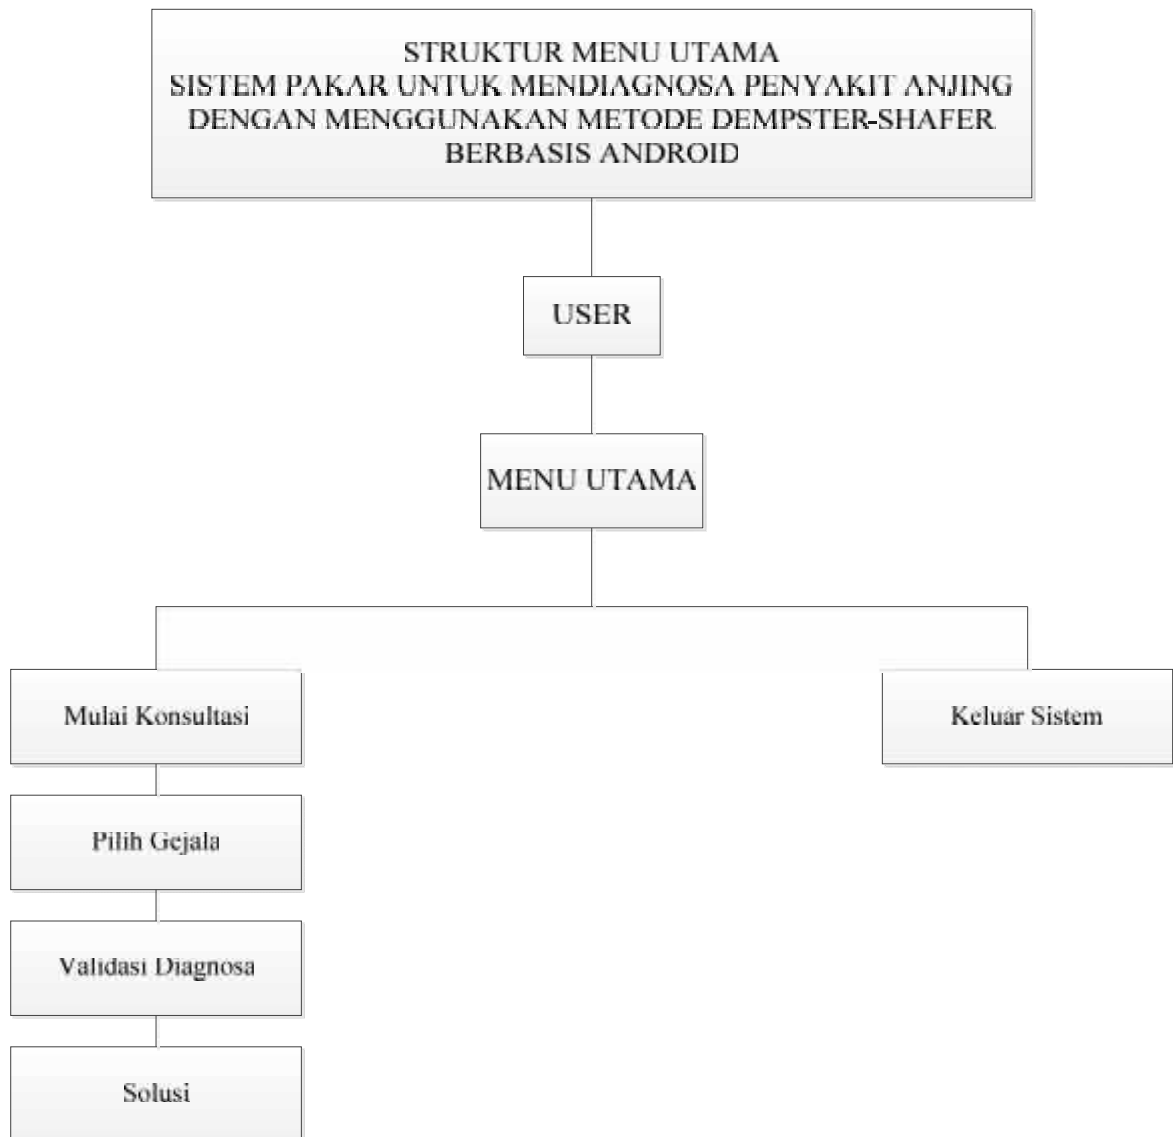 STRUKTUR MENU UTAMA
SISTEM PAKAR UNTUK MENDIAGNOSA PENYAKIT ANJING
DENGAN MENGGUNAKAN METODE DEMPSTER-SHAFER
BERBASIS ANDROID
USER
MENU UTAMA
Mulai Konsultasi
Keluar Sistem
Pilih Gejala
Validasi Diagnosa
Solusi